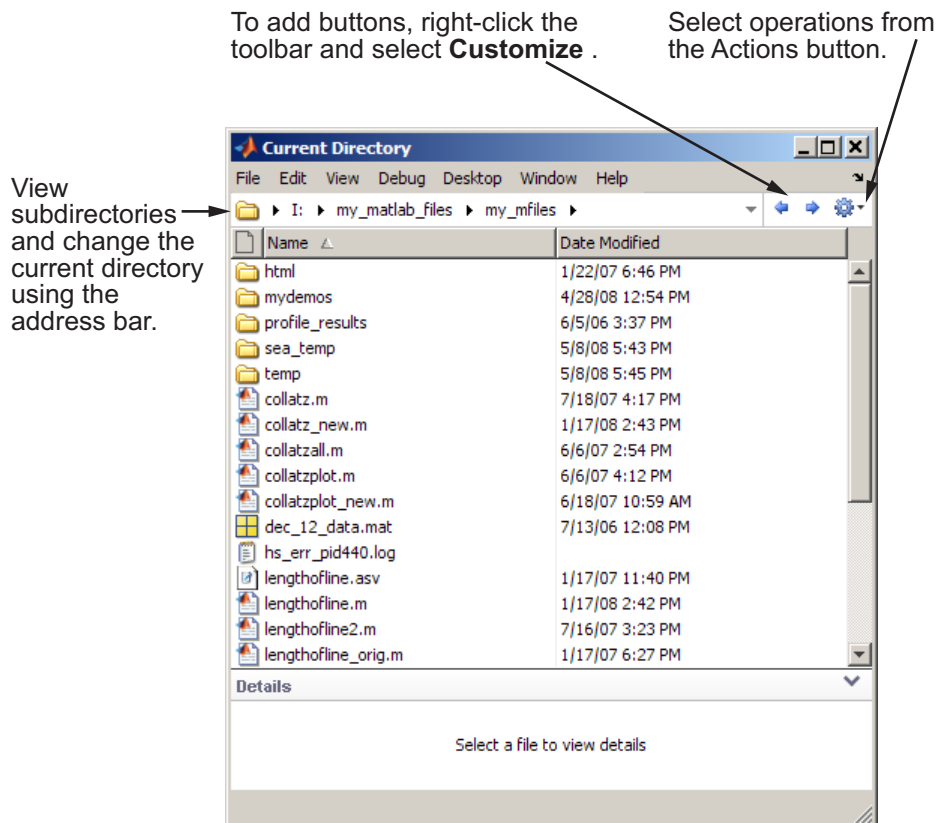 To add buttons, right-click the
toolbar and select Customize .
Select operations from
the Actions button.
View
subdirectories
and change the
current directory
using the
address bar.
Current Directory
File Edit View Debug Desktop Window Help
I: my_matlab_files my_mfiles
Name Date Modified
html 1/22/07 6:46 PM
mydemos 4/28/08 12:54 PM
profile_results 6/5/06 3:37 PM
sea_temp 5/8/08 5:43 PM
temp 5/8/08 5:45 PM
collatz.m 7/18/07 4:17 PM
collatz_new.m 1/17/08 2:43 PM
collatzall.m 6/6/07 2:54 PM
collatzplot.m 6/6/07 4:12 PM
collatzplot_new.m 6/18/07 10:59 AM
dec_12_data.mat 7/13/06 12:08 PM
hs_err_pid440.log
lengthofline.asv 1/17/07 11:40 PM
lengthofline.m 1/17/08 2:42 PM
lengthofline2.m 7/16/07 3:23 PM
lengthofline_orig.m 1/17/07 6:27 PM
Details
Select a file to view details